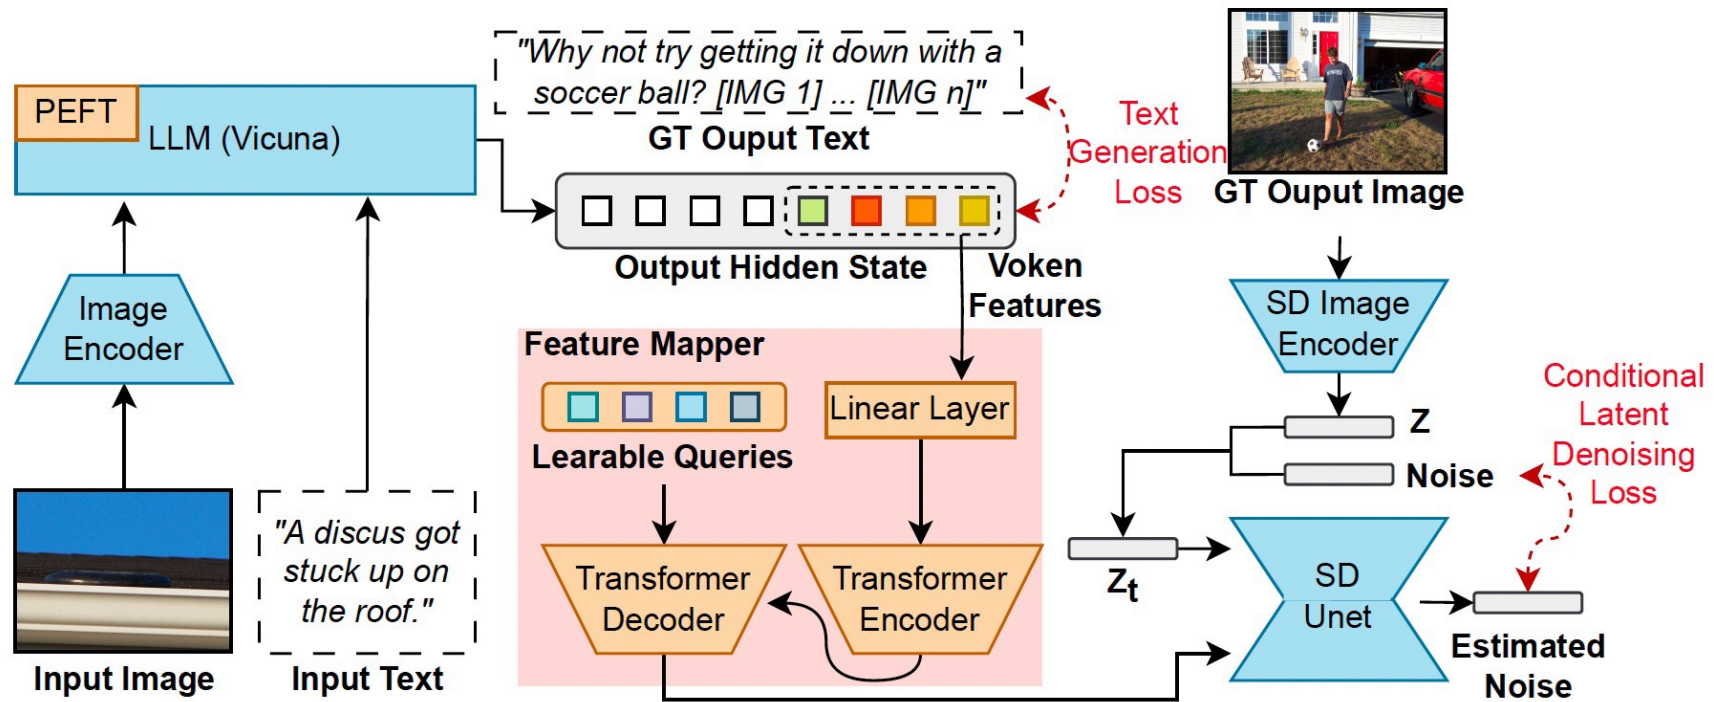 PEFT
LLM (Vicuna)
Image
Encoder
Input Image
"A discus got
stuck up on
the roof."
Input Text
"Why not try getting it down with a
soccer ball? [IMG 1] ... [IMG n]"
GT Ouput Text
Output Hidden State
Voken
Features
Text
Generation
Loss
GT Ouput Image
SD Image
Encoder
Z
Noise
Conditional
Latent
Denoising
Loss
Feature Mapper
Learable Queries
Linear Layer
Transformer
Decoder
Transformer
Encoder
Zt
SD
Unet
Estimated
Noise